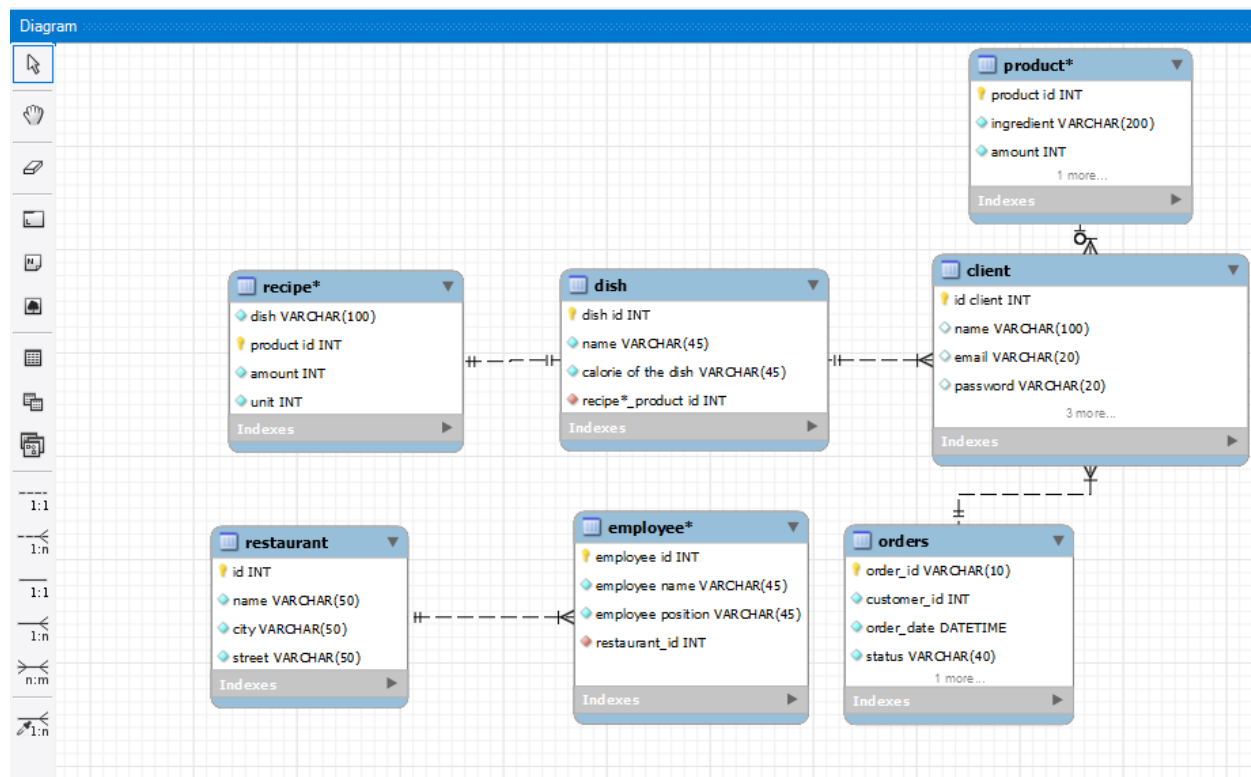 Diagram
product*
product id INT
ingredient VARCHAR(200)
amount INT
1 more...
Indexes
recipe*
dish VARCHAR(100)
product id INT
amount INT
unit INT
Indexes
dish
dish id INT
name VARCHAR(45)
calorie of the dish VARCHAR(45)
recipe*_product id INT
Indexes
client
id client INT
name VARCHAR(100)
email VARCHAR(20)
password VARCHAR(20)
3 more...
Indexes
restaurant
id INT
name VARCHAR(50)
city VARCHAR(50)
street VARCHAR(50)
Indexes
employee*
employee id INT
employee name VARCHAR(45)
employee position VARCHAR(45)
restaurant_id INT
Indexes
orders
order_id VARCHAR(10)
customer_id INT
order_date DATETIME
status VARCHAR(40)
1 more...
Indexes
1:1
1:n
1:1
1:n
n:m
1:n